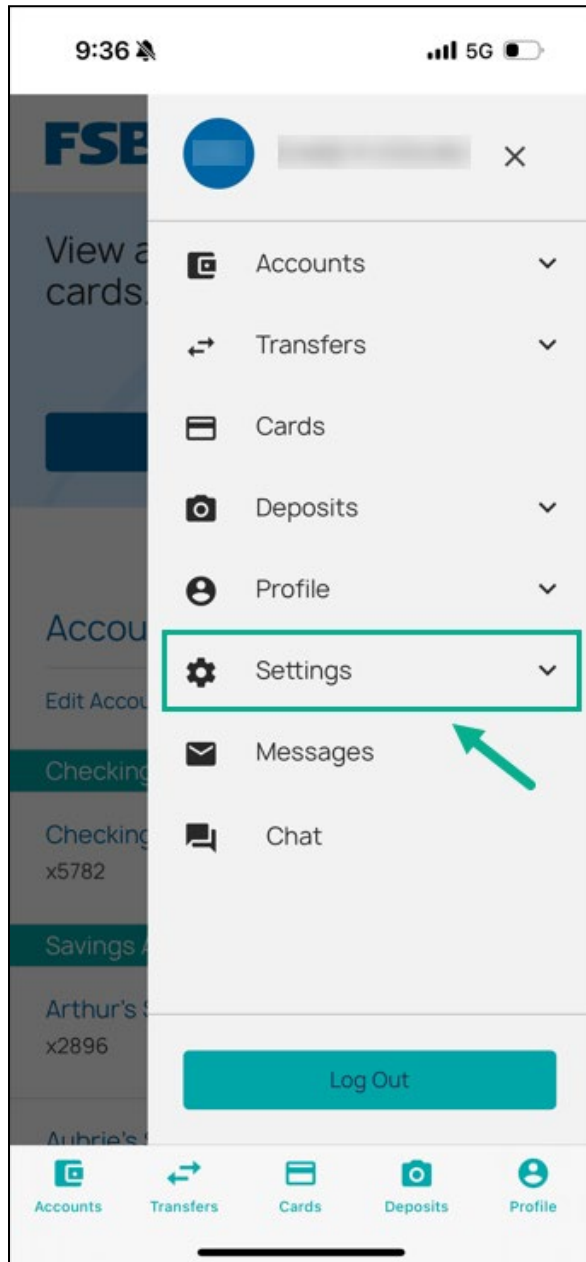 9:36
5G
FSB
View a
cards.
Accounts
Transfers
Cards
Deposits
Profile
Settings
Messages
Chat
Log Out
Accou
Edit Accou
Checking
Checking
x5782
Savings A
Arthur's S
x2896
Aubrie's
Accounts
Transfers
Cards
Deposits
Profile